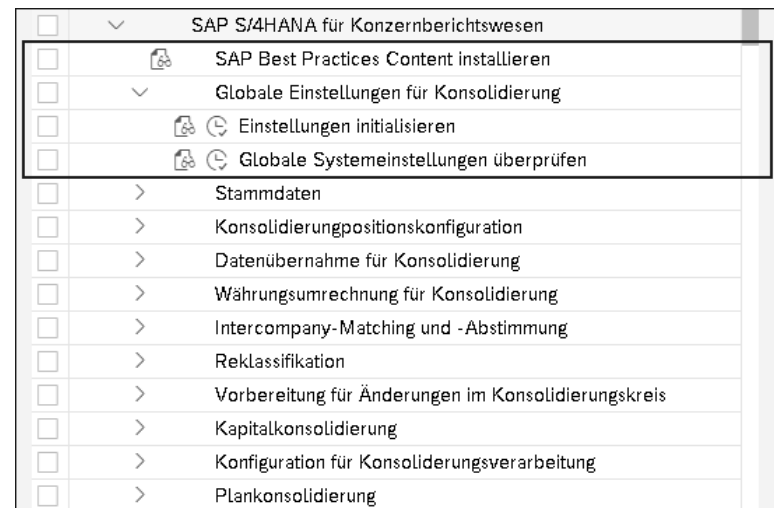 SAP S/4HANA für Konzernberichtswesen
SAP Best Practices Content installieren
Globale Einstellungen für Konsolidierung
Einstellungen initialisieren
Globale Systemeinstellungen überprüfen
Stammdaten
Konsolidierungpositionskonfiguration
Datenübernahme für Konsolidierung
Währungsumrechnung für Konsolidierung
Intercompany-Matching und -Abstimmung
Reklassifikation
Vorbereitung für Änderungen im Konsolidierungskreis
Kapitalkonsolidierung
Konfiguration für Konsoliderungsverarbeitung
Plankonsolidierung